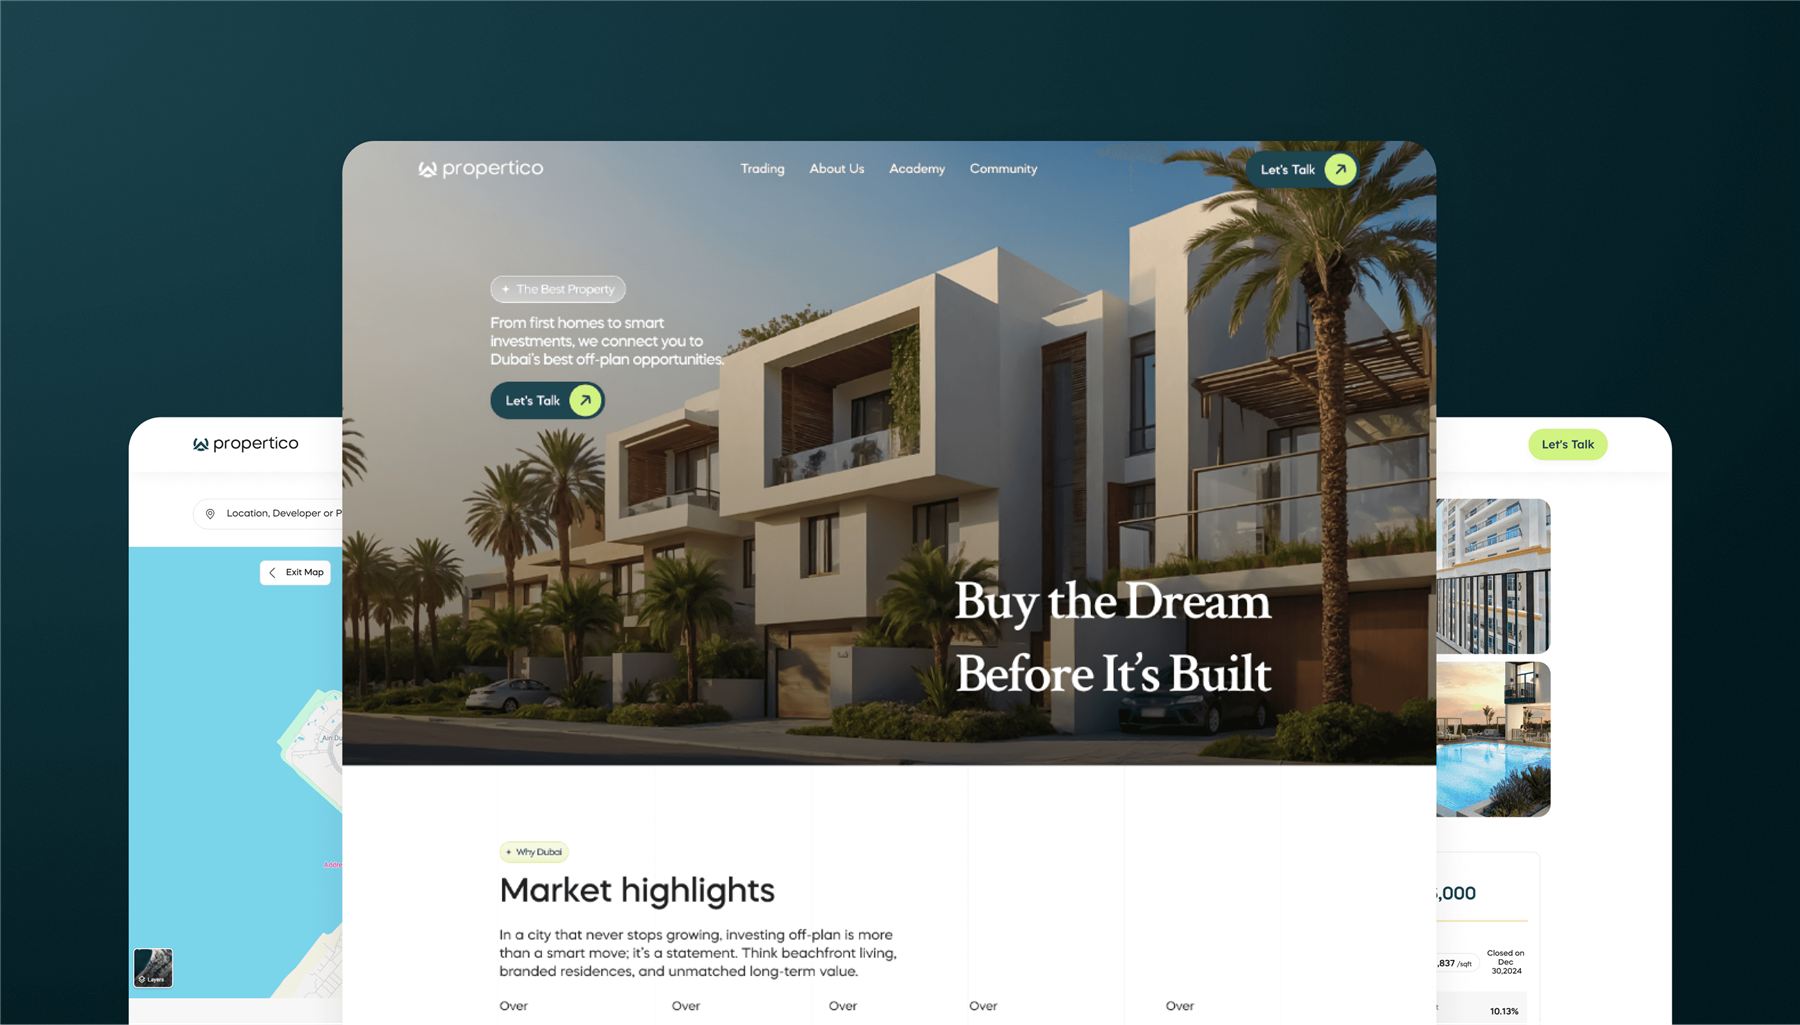 propertico
Trading
About Us
Academy
Community
Let's Talk
The Best Property
From first homes to smart
investments, we connect you to
Dubai's best off-plan opportunities.
Let's Talk
Buy the Dream
Before It's Built
Why Dubai
Market highlights
In a city that never stops growing, investing off-plan is more
than a smart move; it's a statement. Think beachfront living,
branded residences, and unmatched long-term value.
Over
Over
Over
Over
Over
propertico
Location, Developer or P
Exit Map
Ain Du
Addre
Layers
Let's Talk
,000
,837 /sqft
Closed on
Dec
30,2024
10.13%